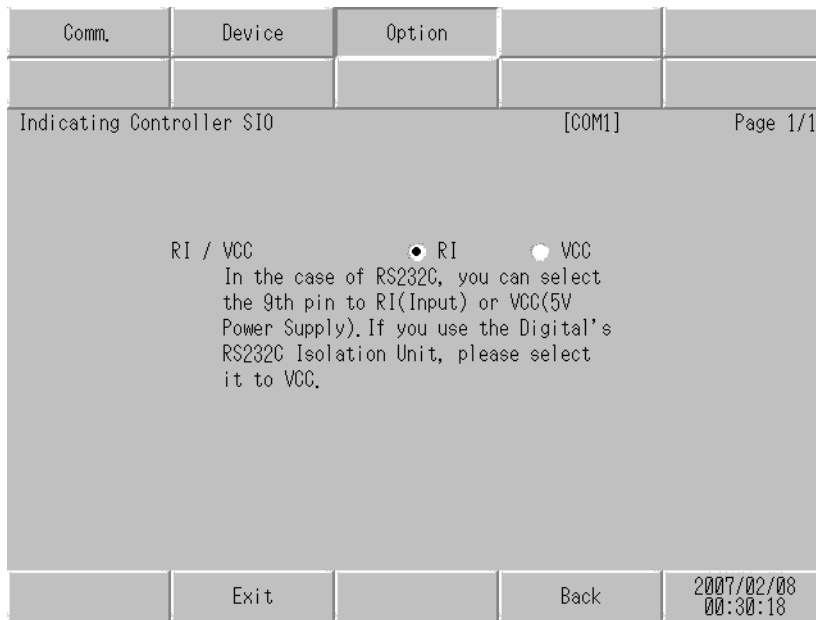 Comm. Device Option
Indicating Controller SIO [COM1] Page 1/1
RI / VCC RI VCC
In the case of RS232C, you can select
the 9th pin to RI(Input) or VCC(5V
Power Supply).If you use the Digital's
RS232C Isolation Unit, please select
it to VCC.
Exit Back 2007/02/08
00:30:18